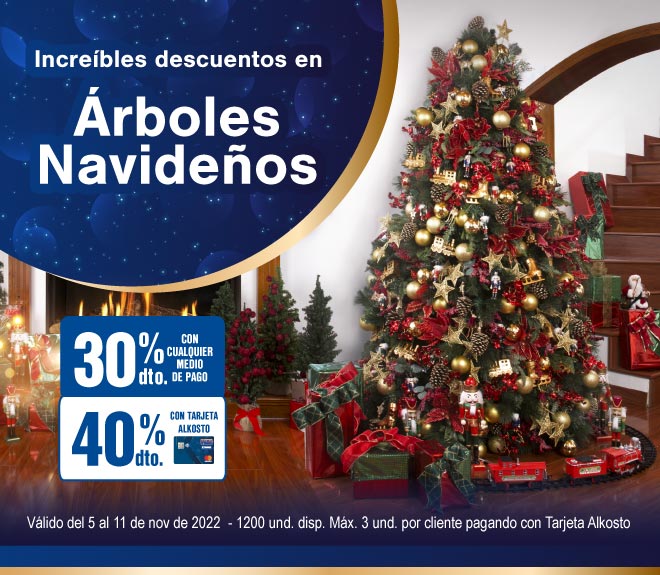 Increíbles descuentos en
Árboles
Navideños
30%
dto.
CON
CUALQUIER
MEDIO
DE PAGO
40%
dto.
CON TARJETA
ALKOSTO
Válido del 5 al 11 de nov de 2022 - 1200 und. disp. Máx. 3 und. por cliente pagando con Tarjeta Alkosto